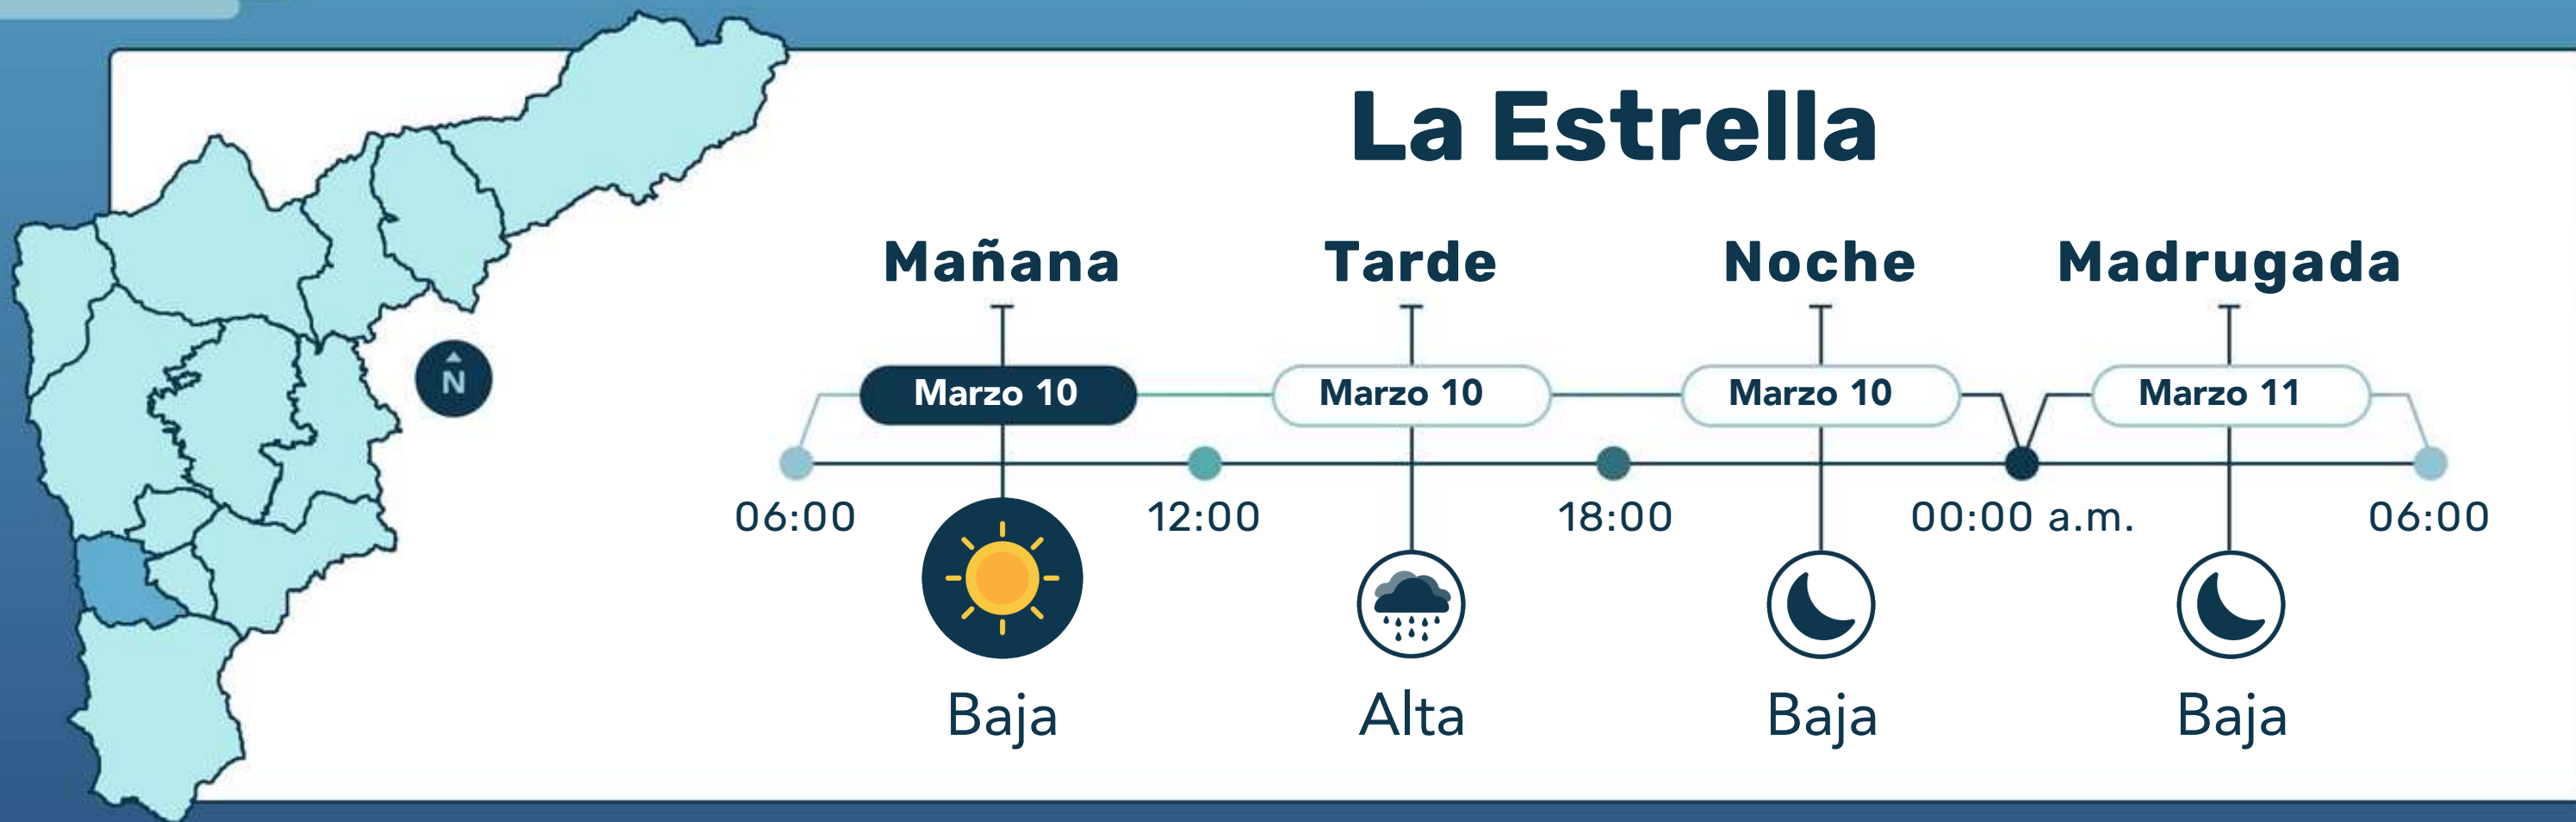 La Estrella
Mañana Tarde Noche Madrugada
Marzo 10 Marzo 10 Marzo 10 Marzo 11
N
06:00 12:00 18:00 00:00 a.m. 06:00
Baja Alta Baja Baja